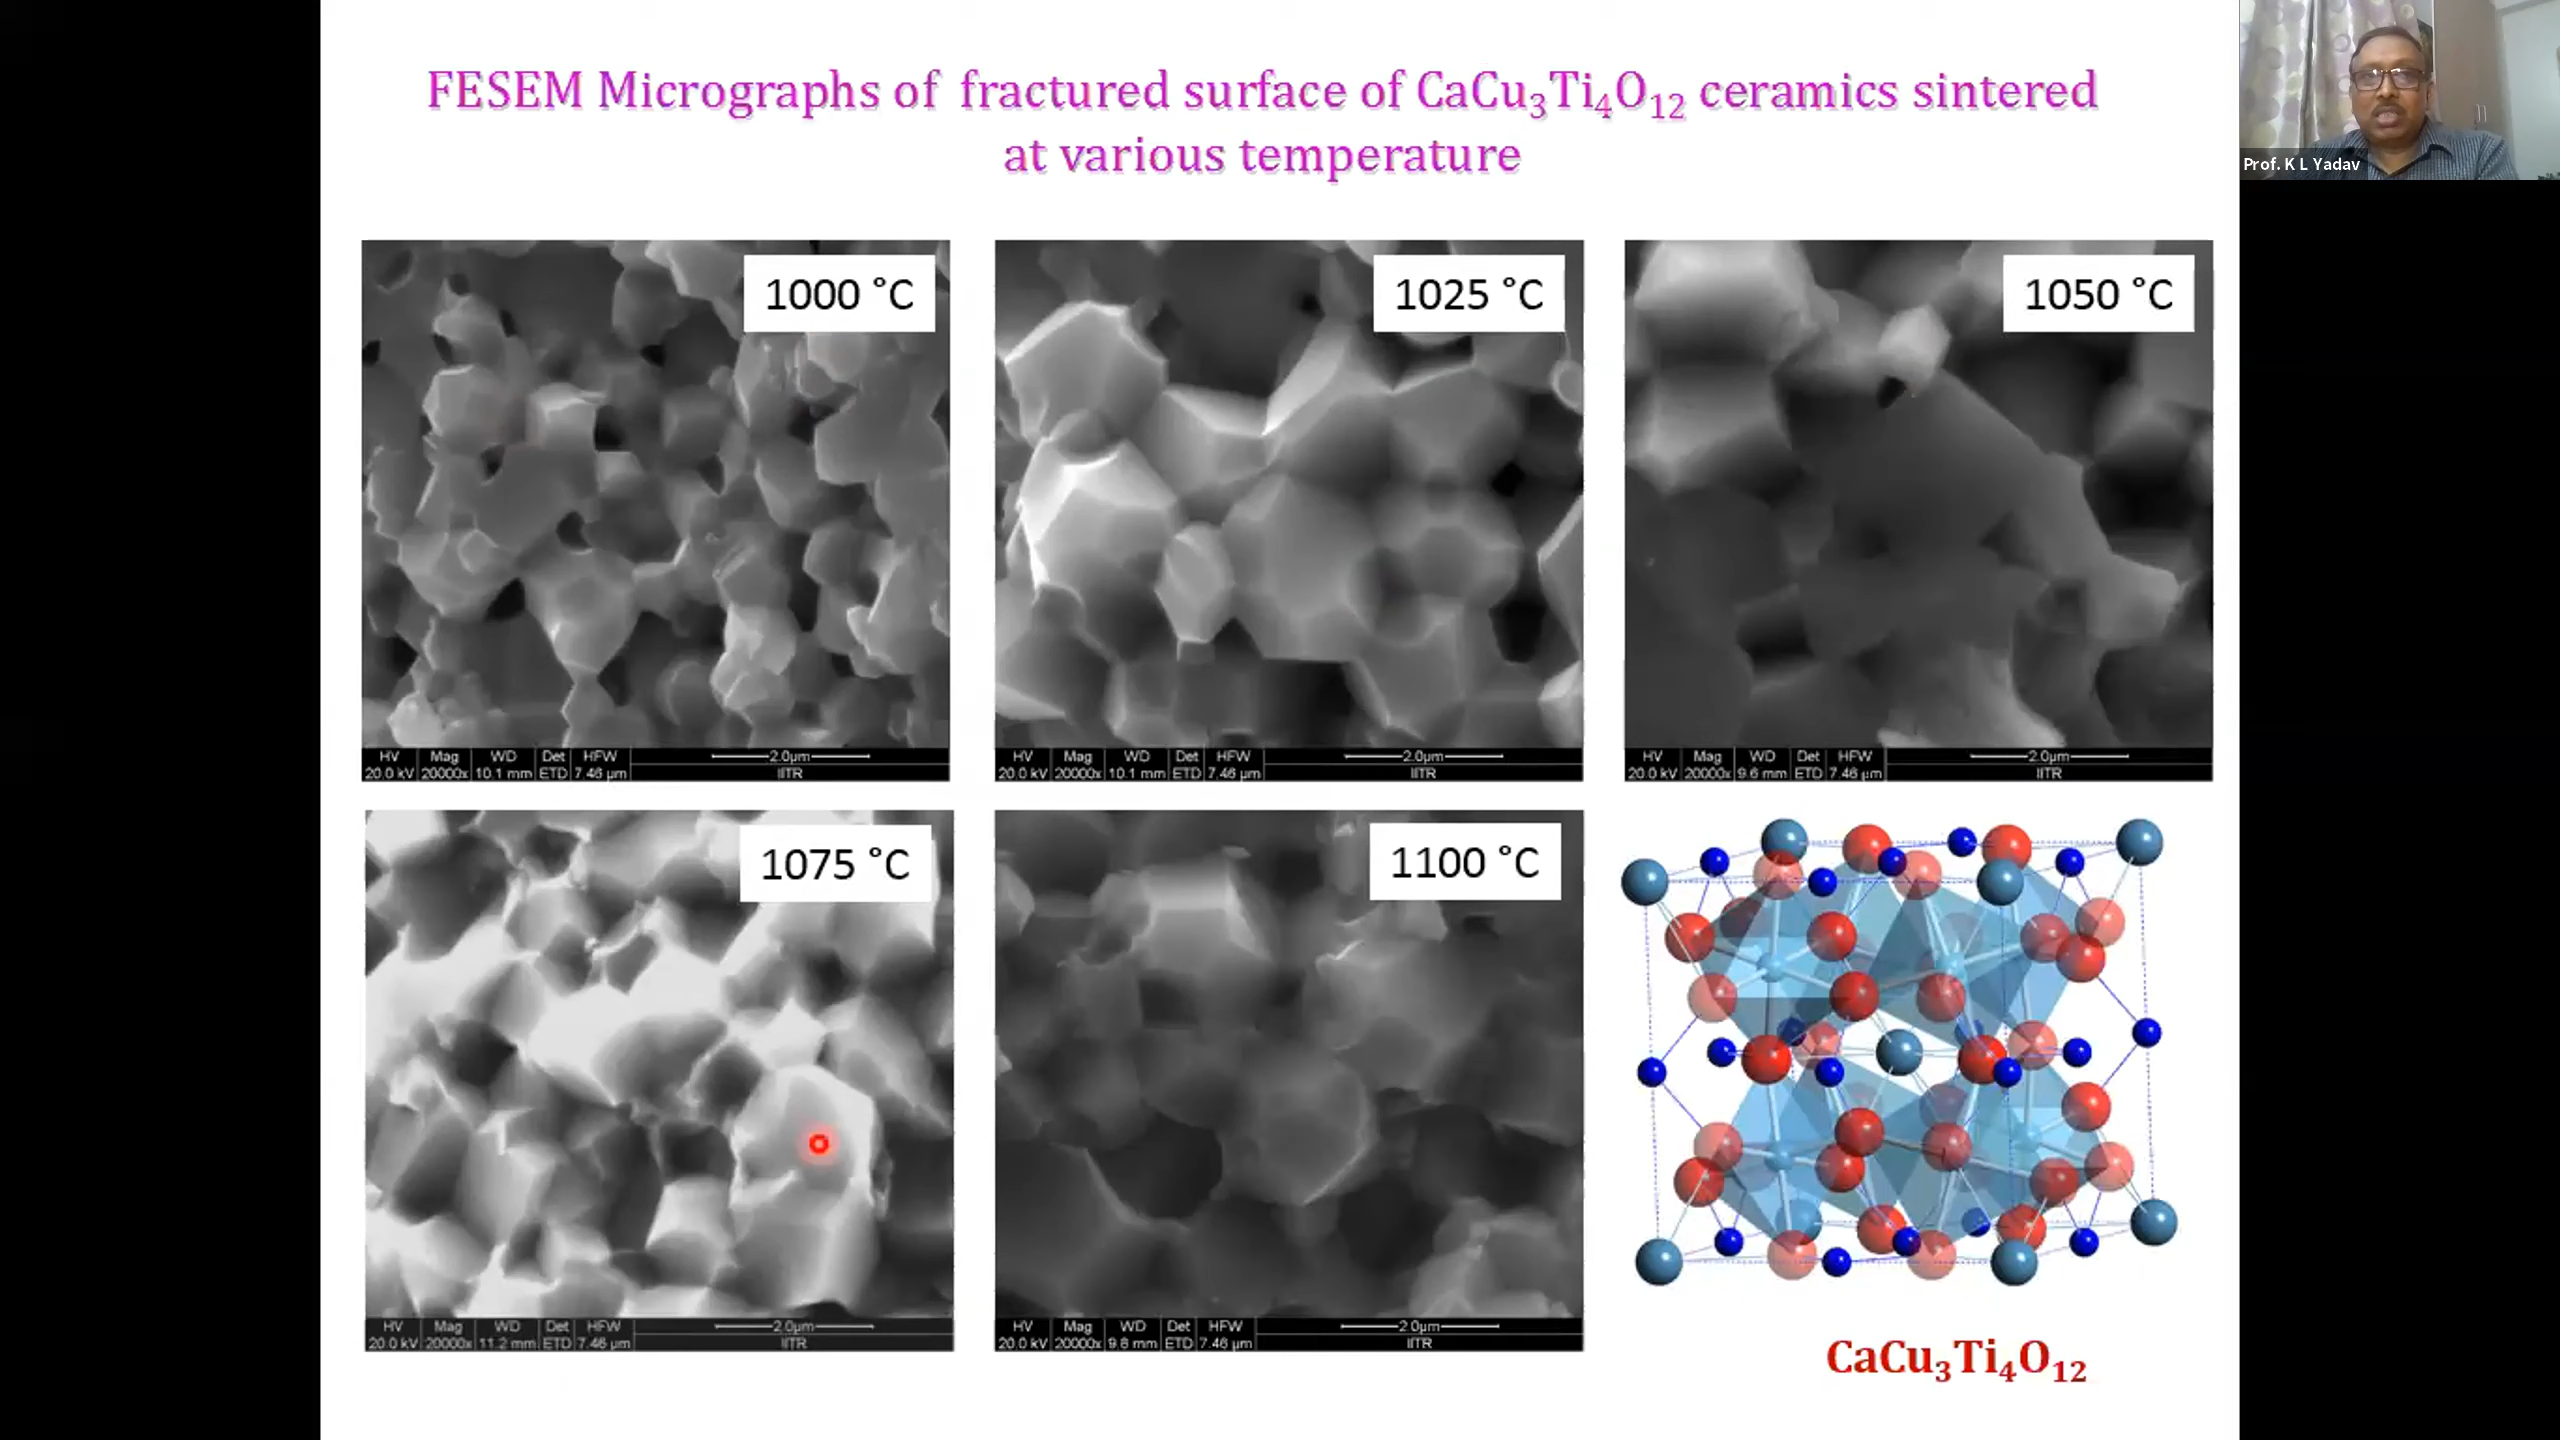 FESEM Micrographs of fractured surface of CaCu₃Ti₄O₁₂ ceramics sintered
at various temperature
Prof. K L Yadav
1000 °C
HV Mag WD Det HFW 2.0µm
20.0 kV 20000x 10.1 mm ETD 7.46 µm IITR
1025 °C
HV Mag WD Det HFW 2.0µm
20.0 kV 20000x 10.1 mm ETD 7.46 µm IITR
1050 °C
HV Mag WD Det HFW 2.0µm
20.0 kV 20000x 9.6 mm ETD 7.46 µm IITR
1075 °C
HV Mag WD Det HFW 2.0µm
20.0 kV 20000x 11.2 mm ETD 7.46 µm IITR
1100 °C
HV Mag WD Det HFW 2.0µm
20.0 kV 20000x 9.8 mm ETD 7.46 µm IITR
CaCu₃Ti₄O₁₂